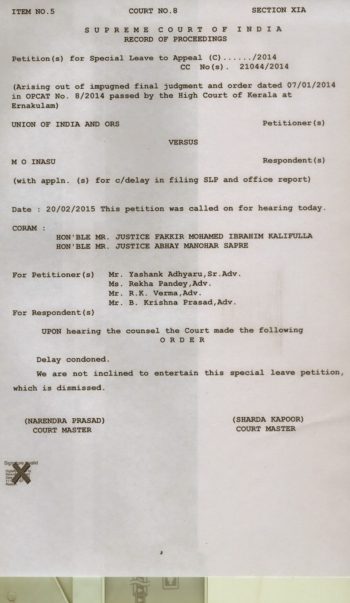 ITEM NO.5 COURT NO.8 SECTION XIA
S U P R E M E C O U R T O F I N D I A
RECORD OF PROCEEDINGS
Petition(s) for Special Leave to Appeal (C)....../2014
CC No(s). 21044/2014
(Arising out of impugned final judgment and order dated 07/01/2014
in OPCAT No. 8/2014 passed by the High Court of Kerala at
Ernakulam)
UNION OF INDIA AND ORS Petitioner(s)
VERSUS
M O INASU Respondent(s)
(with appln. (s) for c/delay in filing SLP and office report)
Date : 20/02/2015 This petition was called on for hearing today.
CORAM :
HON'BLE MR. JUSTICE FAKKIR MOHAMED IBRAHIM KALIFULLA
HON'BLE MR. JUSTICE ABHAY MANOHAR SAPRE
For Petitioner(s) Mr. Yashank Adhyaru,Sr.Adv.
Ms. Rekha Pandey,Adv.
Mr. R.K. Verma,Adv.
Mr. B. Krishna Prasad,Adv.
For Respondent(s)
UPON hearing the counsel the Court made the following
O R D E R
Delay condoned.
We are not inclined to entertain this special leave petition,
which is dismissed.
(NARENDRA PRASAD) (SHARDA KAPOOR)
COURT MASTER COURT MASTER